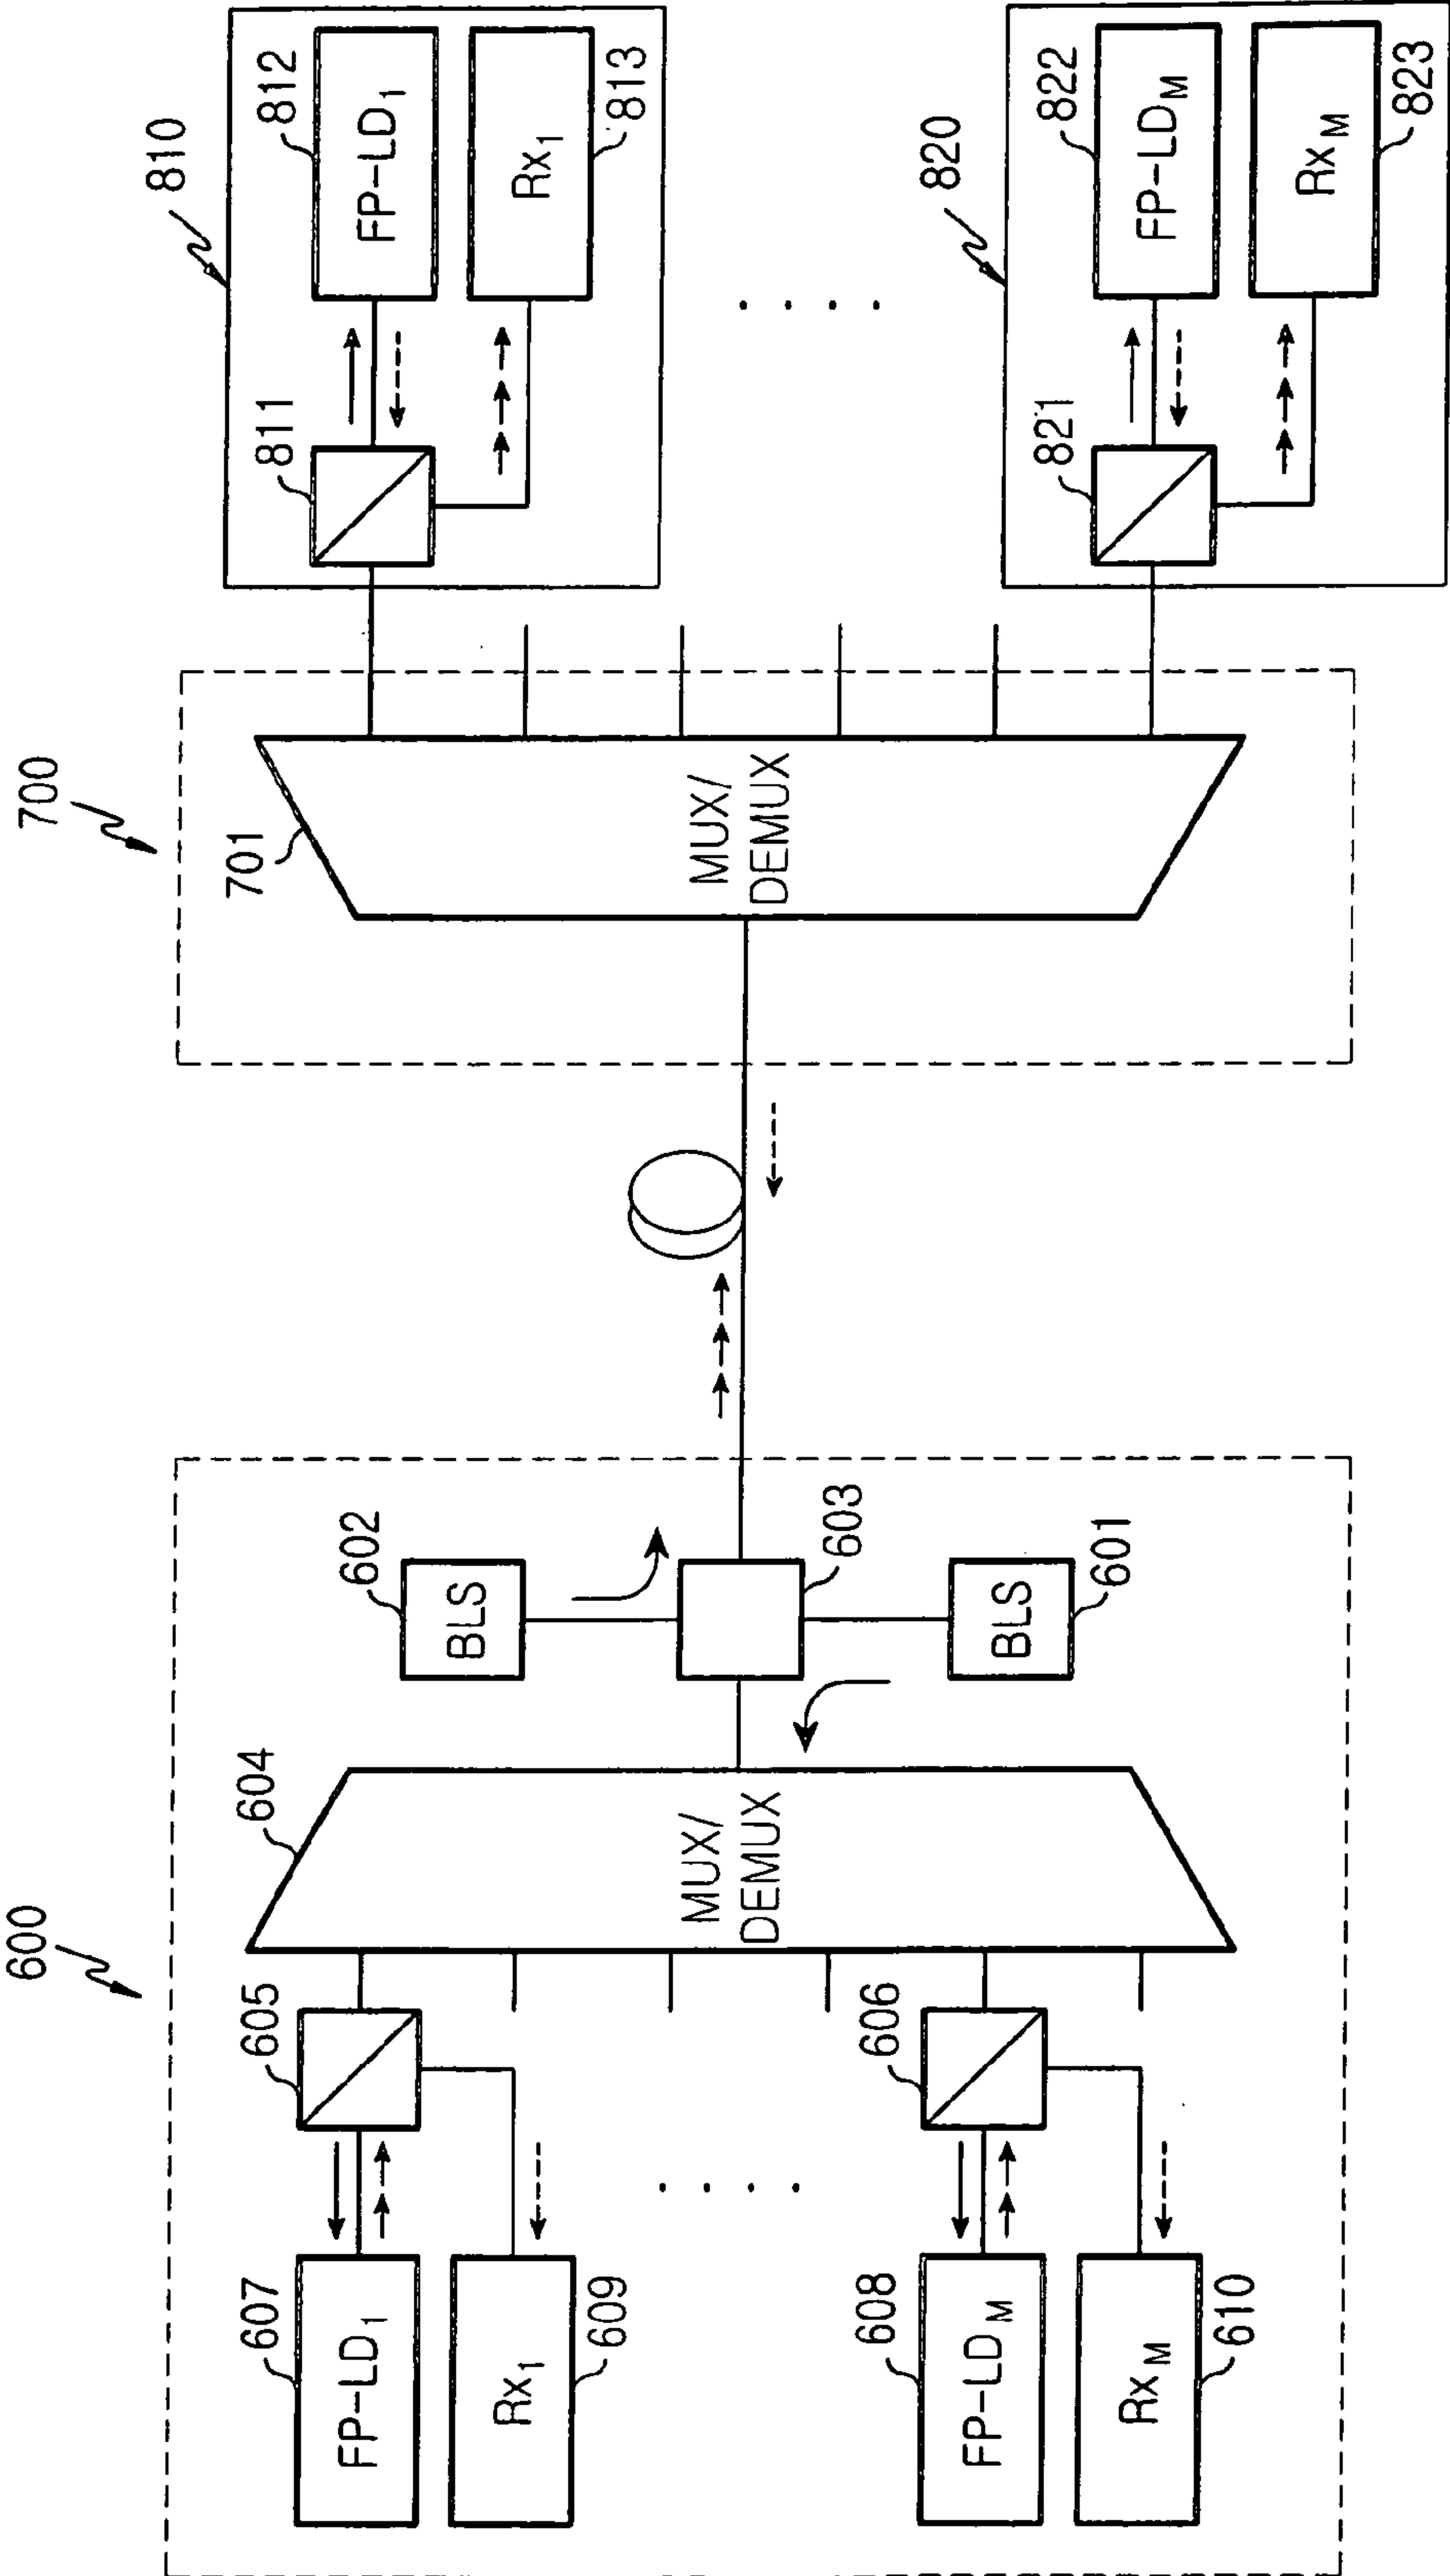 600
607
FP-LD1
605
604
MUX/
DEMUX
602
BLS
603
601
BLS
Rx1
609
608
FP-LDM
606
RxM
610
700
701
MUX/
DEMUX
810
811
812
FP-LD1
Rx1
813
820
821
822
FP-LDM
RxM
823